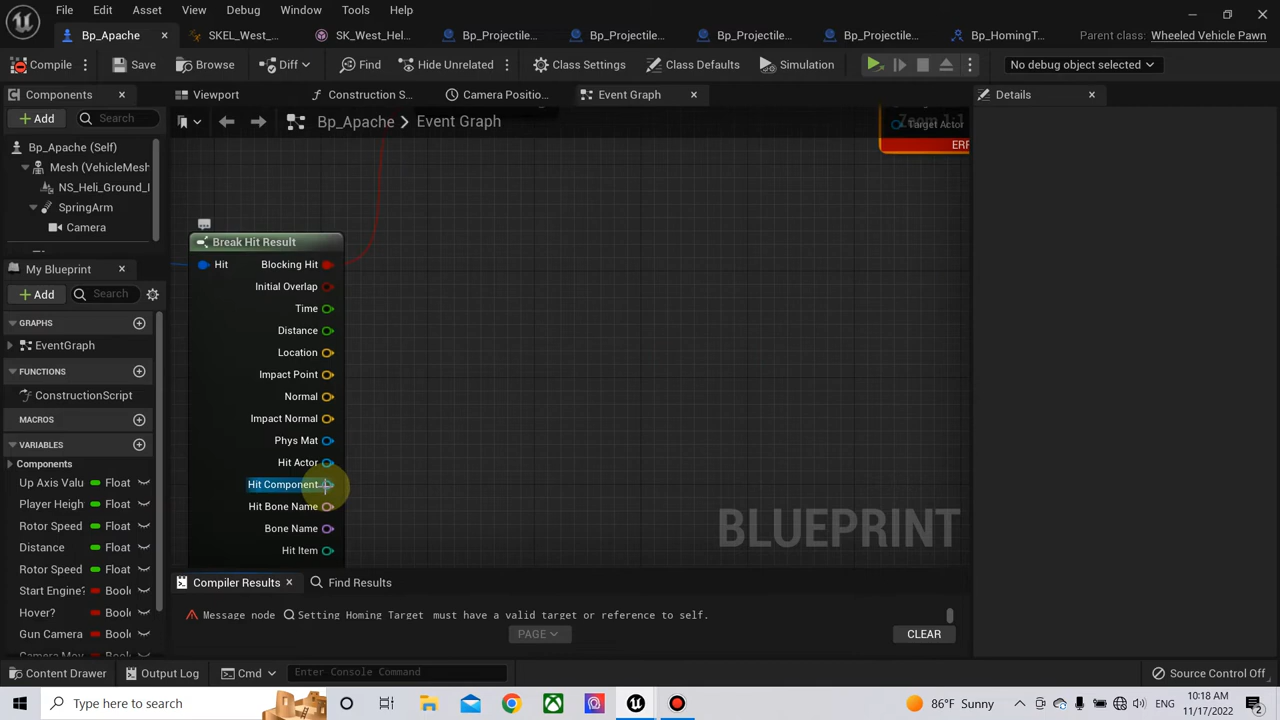 File Edit Asset View Debug Window Tools Help
Bp_Apache SKEL_West_... SK_West_Hel... Bp_Projectile... Bp_Projectile... Bp_Projectile... Bp_Projectile... Bp_HomingT... Parent class: Wheeled Vehicle Pawn
Compile Save Browse Diff Find Hide Unrelated Class Settings Class Defaults Simulation No debug object selected
Components Viewport Construction S... Camera Positio... Event Graph Details
Add Search Bp_Apache Event Graph Zoom 1:1
Target Actor
Bp_Apache (Self) ERR
Mesh (VehicleMesh
NS_Heli_Ground_I
SpringArm
Camera
Break Hit Result
Hit Blocking Hit
Initial Overlap
Time
Distance
Location
Impact Point
Normal
Impact Normal
Phys Mat
Hit Actor
Hit Component
Hit Bone Name
Bone Name
Hit Item
My Blueprint
Add Search
GRAPHS
EventGraph
FUNCTIONS
ConstructionScript
MACROS
VARIABLES
Components
Up Axis Valu Float
Player Heigh Float
Rotor Speed Float
Distance Float
Rotor Speed Float
Start Engine? Boole
Hover? Boole
Gun Camera Boole
BLUEPRINT
Compiler Results Find Results
Message node Setting Homing Target must have a valid target or reference to self.
PAGE CLEAR
Content Drawer Output Log Cmd Enter Console Command Source Control Off
Type here to search 86°F Sunny ENG 10:18 AM 11/17/2022 2